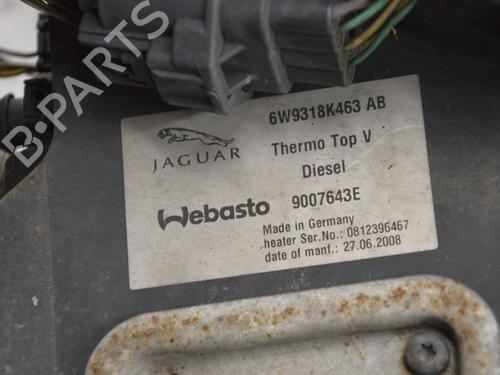 6W9318K463 AB
JAGUAR
Thermo Top V
Diesel
Webasto
9007643E
Made in Germany
heater Ser.No.: 0812395467
date of manf.: 27.06.2008
B-PARTS